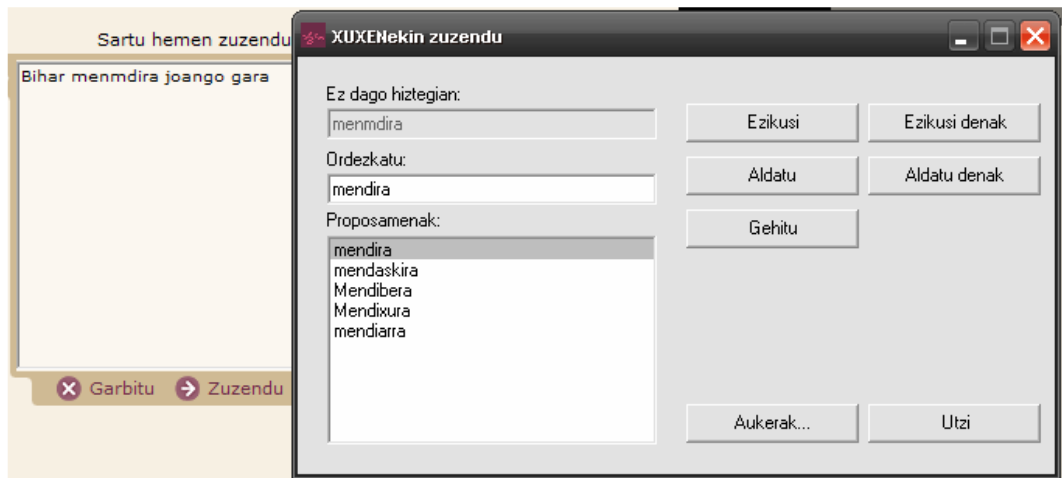 Sartu hemen zuzendu
Bihar menmdira joango gara
Garbitu Zuzendu
XUXENekin zuzendu
Ez dago hiztegian:
menmdira
Ezikusi Ezikusi denak
Ordezkatu:
mendira
Aldatu Aldatu denak
Proposamenak:
Gehitu
mendira
mendaskira
Mendibera
Mendixura
mendiarra
Aukerak... Utzi